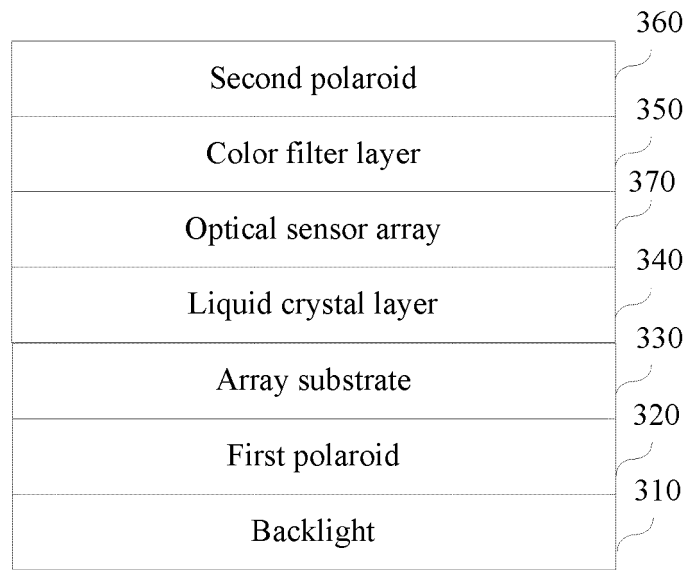 360
Second polaroid
350
Color filter layer
370
Optical sensor array
340
Liquid crystal layer
330
Array substrate
320
First polaroid
310
Backlight